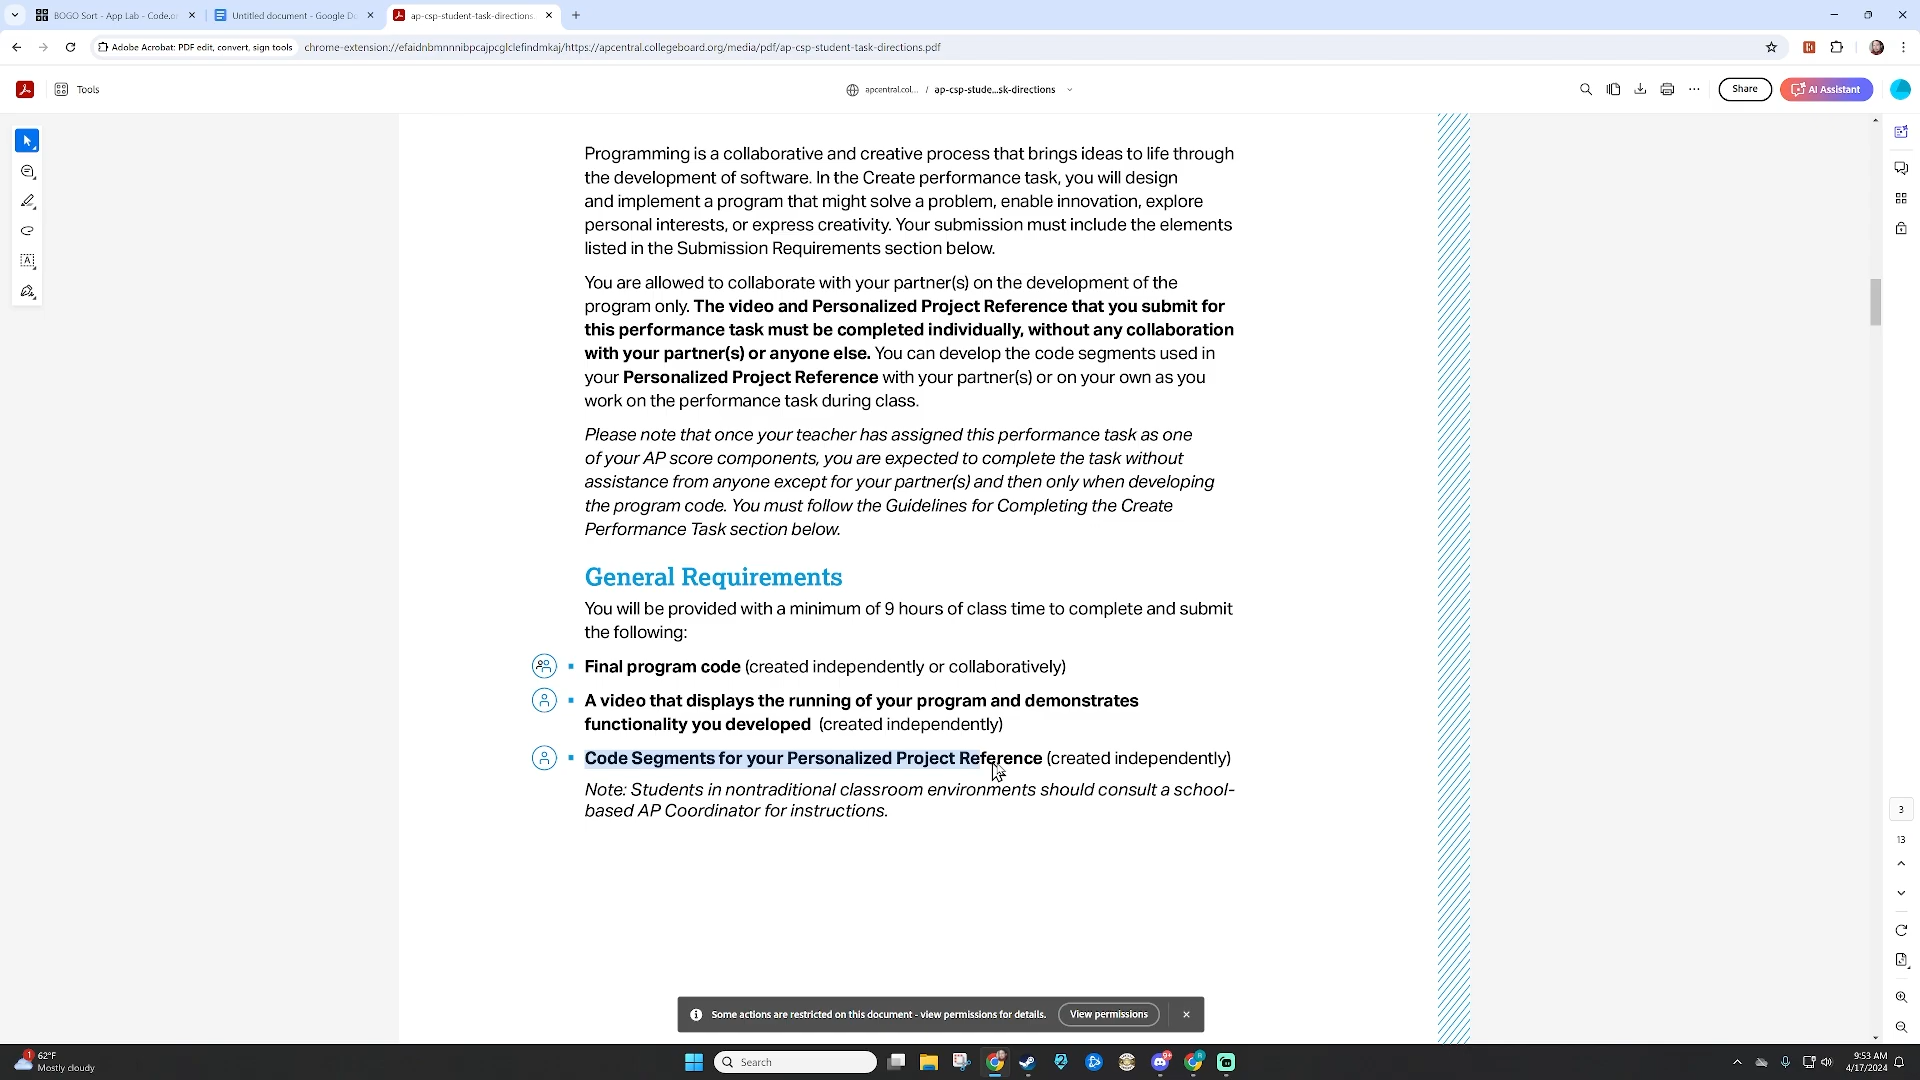 BOGO Sort - App Lab - Code.or
Untitled document - Google Do
ap-csp-student-task-directions.
Adobe Acrobat: PDF edit, convert, sign tools
chrome-extension://efaidnbmnnnibpcajpcglclefindmkaj/https://apcentral.collegeboard.org/media/pdf/ap-csp-student-task-directions.pdf
Tools
apcentral.col... / ap-csp-stude...sk-directions
Share
AI Assistant
Programming is a collaborative and creative process that brings ideas to life through
the development of software. In the Create performance task, you will design
and implement a program that might solve a problem, enable innovation, explore
personal interests, or express creativity. Your submission must include the elements
listed in the Submission Requirements section below.
You are allowed to collaborate with your partner(s) on the development of the
program only. The video and Personalized Project Reference that you submit for
this performance task must be completed individually, without any collaboration
with your partner(s) or anyone else. You can develop the code segments used in
your Personalized Project Reference with your partner(s) or on your own as you
work on the performance task during class.
Please note that once your teacher has assigned this performance task as one
of your AP score components, you are expected to complete the task without
assistance from anyone except for your partner(s) and then only when developing
the program code. You must follow the Guidelines for Completing the Create
Performance Task section below.
General Requirements
You will be provided with a minimum of 9 hours of class time to complete and submit
the following:
Final program code (created independently or collaboratively)
A video that displays the running of your program and demonstrates
functionality you developed (created independently)
Code Segments for your Personalized Project Reference (created independently)
Note: Students in nontraditional classroom environments should consult a school-
based AP Coordinator for instructions.
3
13
Some actions are restricted on this document - view permissions for details.
View permissions
1
62°F
Mostly cloudy
Search
9+
9:53 AM
4/17/2024